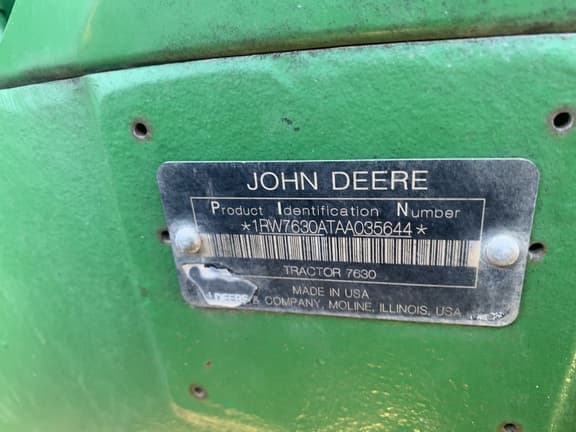 JOHN DEERE
Product Identification Number
*1RW7630ATAA035644*
TRACTOR 7630
MADE IN USA
DEERE & COMPANY, MOLINE, ILLINOIS, USA